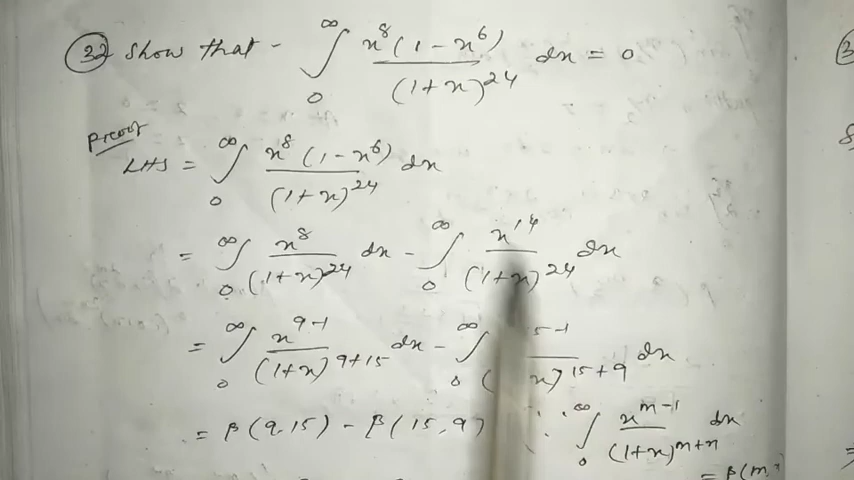 32 Show that - ∫₀^∞ x⁸(1-x⁶)/(1+x)²⁴ dx = 0
Proof
LHS = ∫₀^∞ x⁸(1-x⁶)/(1+x)²⁴ dx
= ∫₀^∞ x⁸/(1+x)²⁴ dx - ∫₀^∞ x¹⁴/(1+x)²⁴ dx
= ∫₀^∞ x⁹⁻¹/(1+x)⁹⁺¹⁵ dx - ∫₀^∞ 5-1/( x)¹⁵⁺⁹ dx
= β(9,15) - β(15,9) ∵ ∫₀^∞ x^(m-1)/(1+x)^(m+n) dx
= β(m,